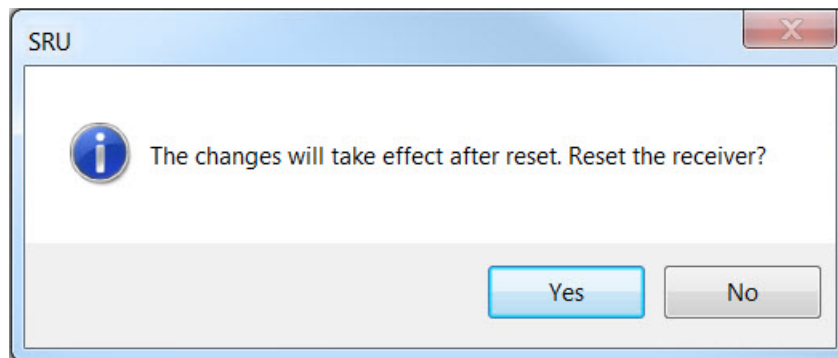 SRU
The changes will take effect after reset. Reset the receiver?
Yes
No